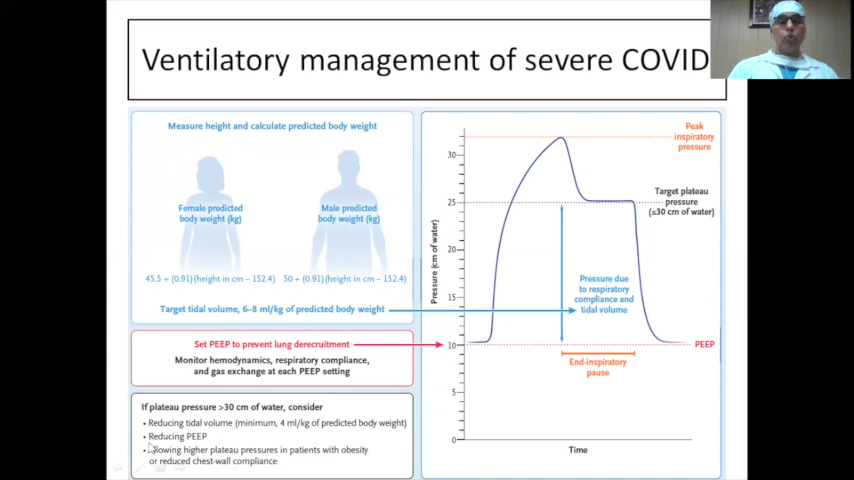 Ventilatory management of severe COVID
Measure height and calculate predicted body weight
Female predicted
body weight (kg)
Male predicted
body weight (kg)
45.5 + (0.91)(height in cm – 152.4)
50 + (0.91)(height in cm – 152.4)
Target tidal volume, 6–8 ml/kg of predicted body weight
Set PEEP to prevent lung derecruitment
Monitor hemodynamics, respiratory compliance,
and gas exchange at each PEEP setting
If plateau pressure >30 cm of water, consider
• Reducing tidal volume (minimum, 4 ml/kg of predicted body weight)
• Reducing PEEP
• Allowing higher plateau pressures in patients with obesity
or reduced chest-wall compliance
Pressure (cm of water)
30
25
20
15
10
5
0
Peak
inspiratory
pressure
Target plateau
pressure
(≤30 cm of water)
Pressure due
to respiratory
compliance and
tidal volume
PEEP
End-inspiratory
pause
Time